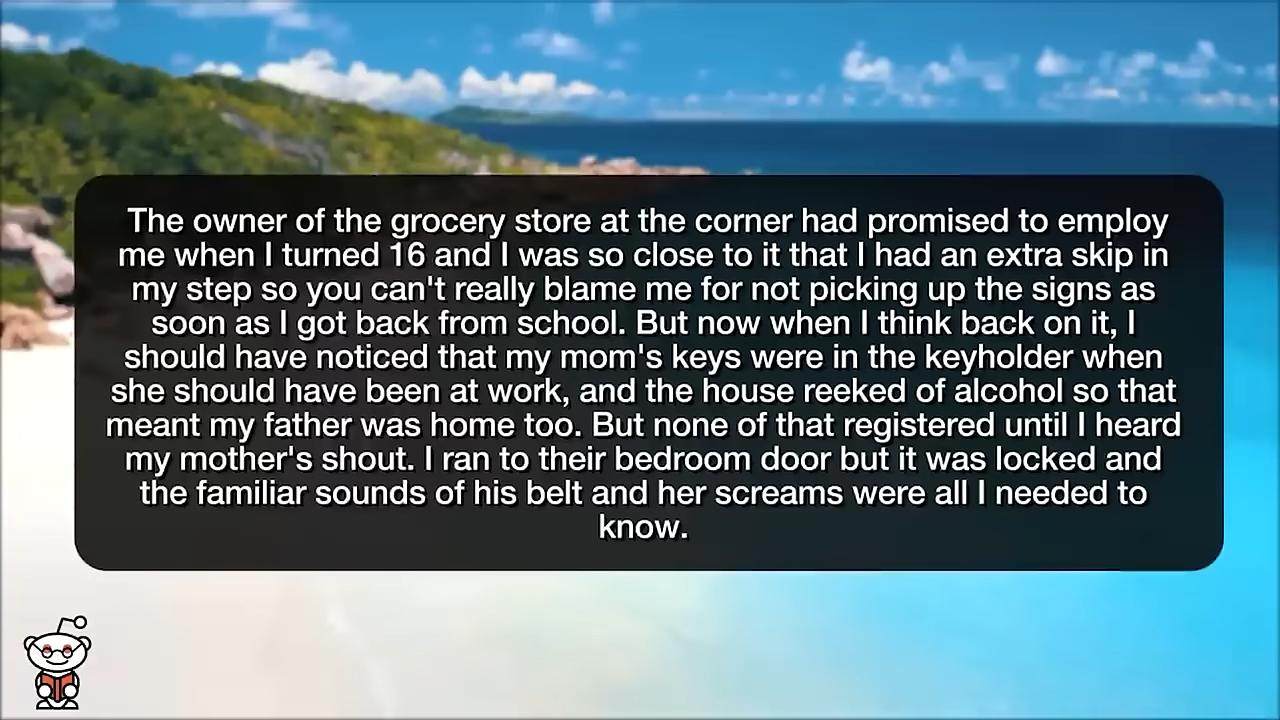 The owner of the grocery store at the corner had promised to employ
me when I turned 16 and I was so close to it that I had an extra skip in
my step so you can't really blame me for not picking up the signs as
soon as I got back from school. But now when I think back on it, I
should have noticed that my mom's keys were in the keyholder when
she should have been at work, and the house reeked of alcohol so that
meant my father was home too. But none of that registered until I heard
my mother's shout. I ran to their bedroom door but it was locked and
the familiar sounds of his belt and her screams were all I needed to
know.